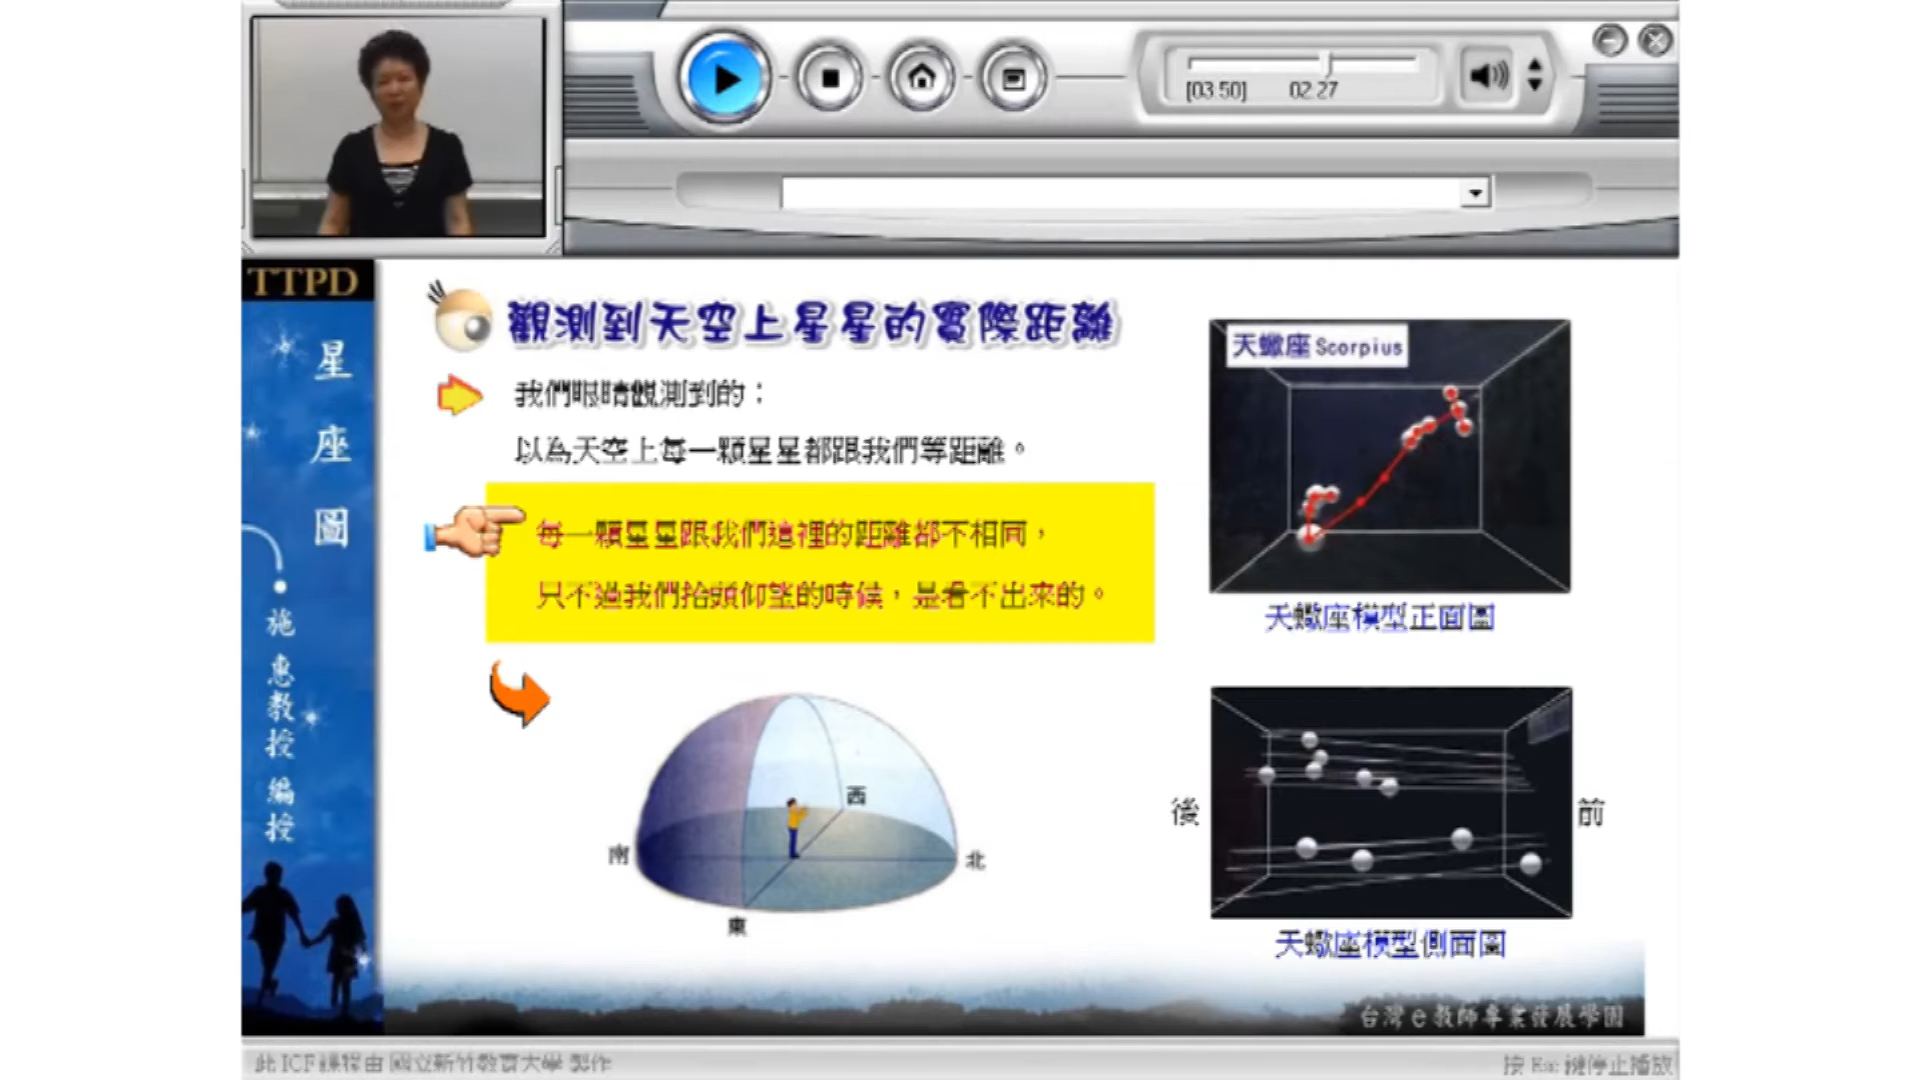 [03:50] 02:27
TTPD
星座圖
施惠教授 編授
觀測到天空上星星的實際距離
我們眼睛觀測到的：
以為天空上每一顆星星都跟我們等距離。
每一顆星星跟我們這裡的距離都不相同，
只不過我們抬頭仰望的時候，是看不出來的。
西
南
北
東
天蠍座 Scorpius
天蠍座模型正面圖
後
前
天蠍座模型側面圖
台灣e教師專業發展學園
此 ICF 課程由 國立新竹教育大學 製作
按 Esc 鍵停止播放